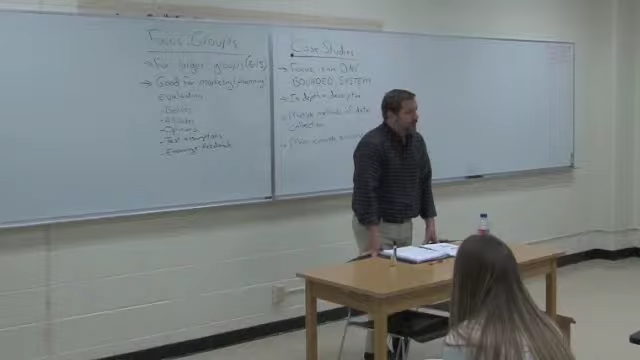 Focus Groups
→ For larger groups (6-15)
→ Good for marketing/planning
evaluation
- Beliefs
- Attitudes
- Opinions
- Test assumptions
- Encourage feedback
Case Studies
→ Focus is on
BOUNDED SYSTEM
→ In depth description
→ Multiple methods of data
collection
→